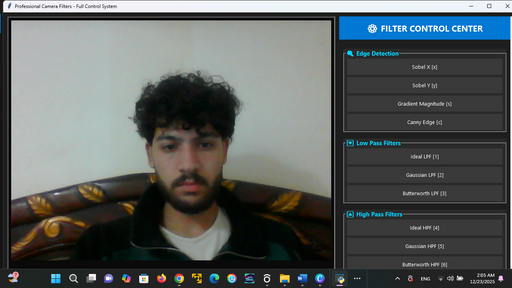 Professional Camera Filters - Full Control System
FILTER CONTROL CENTER
Edge Detection
Sobel X [x]
Sobel Y [y]
Gradient Magnitude [s]
Canny Edge [c]
Low Pass Filters
Ideal LPF [1]
Gaussian LPF [2]
Butterworth LPF [3]
High Pass Filters
Ideal HPF [4]
Gaussian HPF [5]
Butterworth HPF [6]
ENG
2:05 AM
12/23/2025